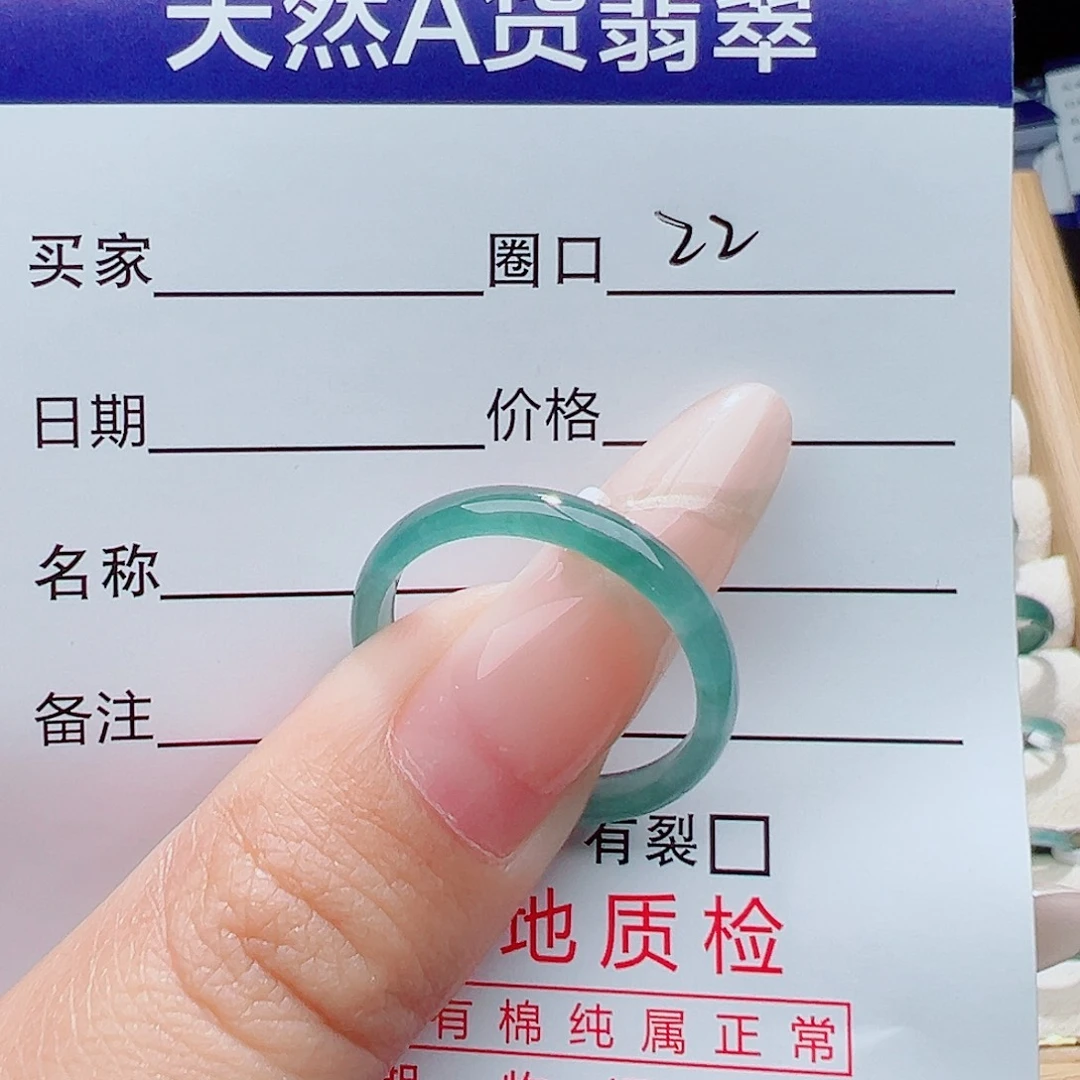 天然A货翡翠
买家 圈口 22
日期 价格
名称
备注
有裂
地质检
有棉纯属正常